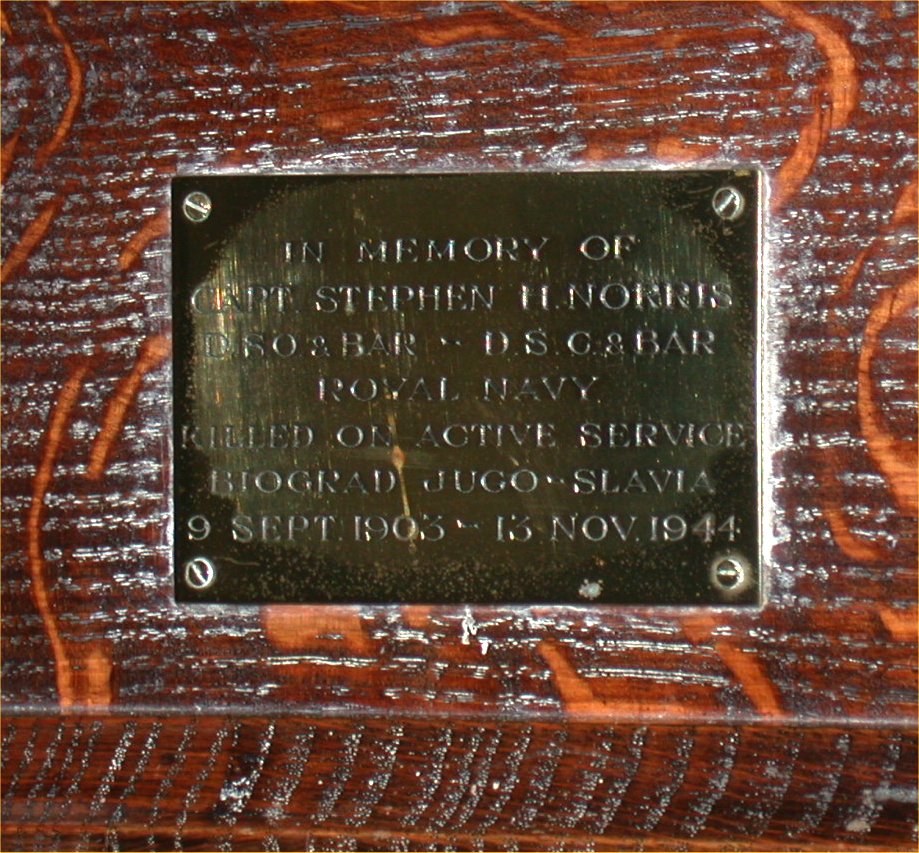 IN MEMORY OF
CAPT. STEPHEN H. NORRIS
D.S.O. & BAR ~ D.S.C. & BAR
ROYAL NAVY
KILLED ON ACTIVE SERVICE
BIOGRAD JUGO~SLAVIA
9 SEPT. 1903 ~ 13 NOV. 1944